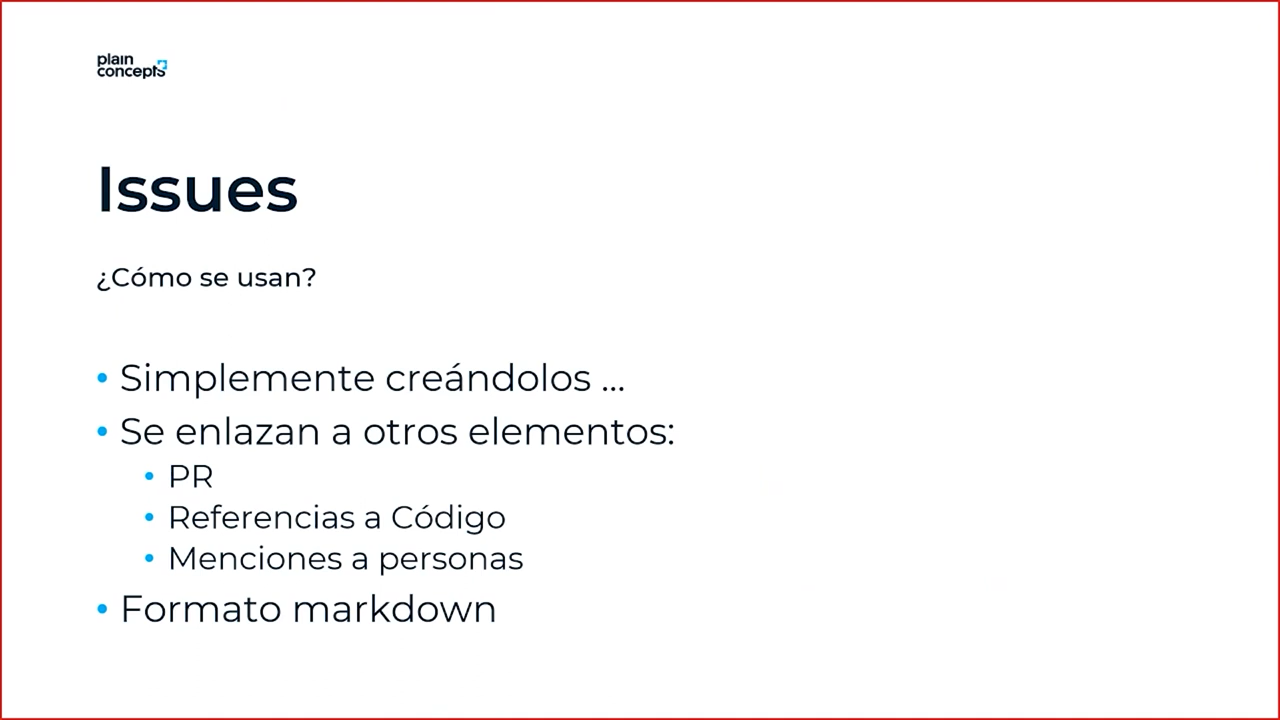 plain
concepts
Issues
¿Cómo se usan?
• Simplemente creándolos ...
• Se enlazan a otros elementos:
• PR
• Referencias a Código
• Menciones a personas
• Formato markdown